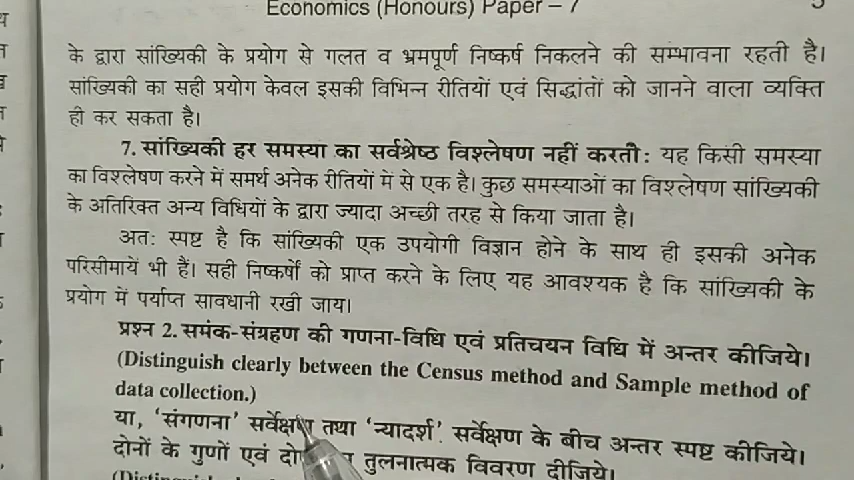 Economics (Honours) Paper – 7
के द्वारा सांख्यिकी के प्रयोग से गलत व भ्रमपूर्ण निष्कर्ष निकलने की सम्भावना रहती है।
सांख्यिकी का सही प्रयोग केवल इसकी विभिन्न रीतियों एवं सिद्धांतों को जानने वाला व्यक्ति
ही कर सकता है।
7. सांख्यिकी हर समस्या का सर्वश्रेष्ठ विश्लेषण नहीं करती: यह किसी समस्या
का विश्लेषण करने में समर्थ अनेक रीतियों में से एक है। कुछ समस्याओं का विश्लेषण सांख्यिकी
के अतिरिक्त अन्य विधियों के द्वारा ज्यादा अच्छी तरह से किया जाता है।
अतः स्पष्ट है कि सांख्यिकी एक उपयोगी विज्ञान होने के साथ ही इसकी अनेक
परिसीमायें भी हैं। सही निष्कर्षों को प्राप्त करने के लिए यह आवश्यक है कि सांख्यिकी के
प्रयोग में पर्याप्त सावधानी रखी जाय।
प्रश्न 2. समंक-संग्रहण की गणना-विधि एवं प्रतिचयन विधि में अन्तर कीजिये।
(Distinguish clearly between the Census method and Sample method of
data collection.)
या, 'संगणना' सर्वेक्षण तथा 'न्यादर्श' सर्वेक्षण के बीच अन्तर स्पष्ट कीजिये।
दोनों के गुणों एवं तुलनात्मक विवरण दीजिये।